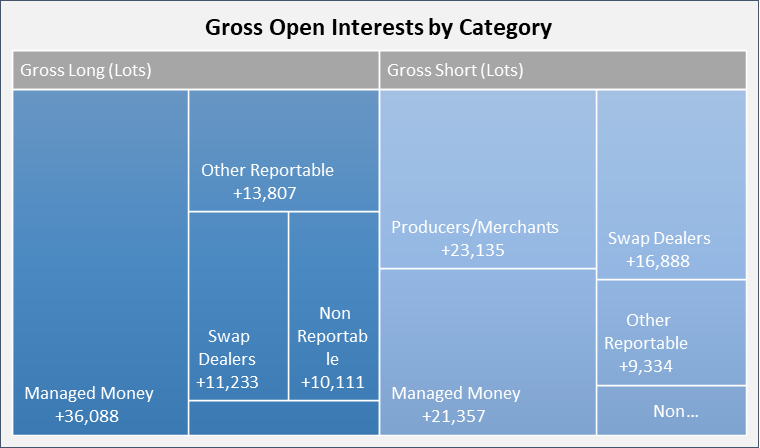 Gross Open Interests by Category
Gross Long (Lots)
Gross Short (Lots)
Managed Money
+36,088
Other Reportable
+13,807
Swap
Dealers
+11,233
Non
Reportab
le
+10,111
Producers/Merchants
+23,135
Managed Money
+21,357
Swap Dealers
+16,888
Other
Reportable
+9,334
Non...